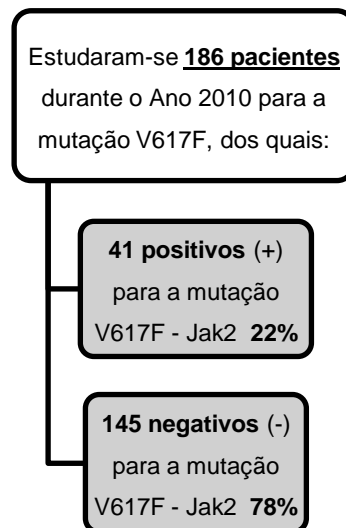 Estudaram-se 186 pacientes
durante o Ano 2010 para a
mutação V617F, dos quais:
41 positivos (+)
para a mutação
V617F - Jak2 22%
145 negativos (-)
para a mutação
V617F - Jak2 78%